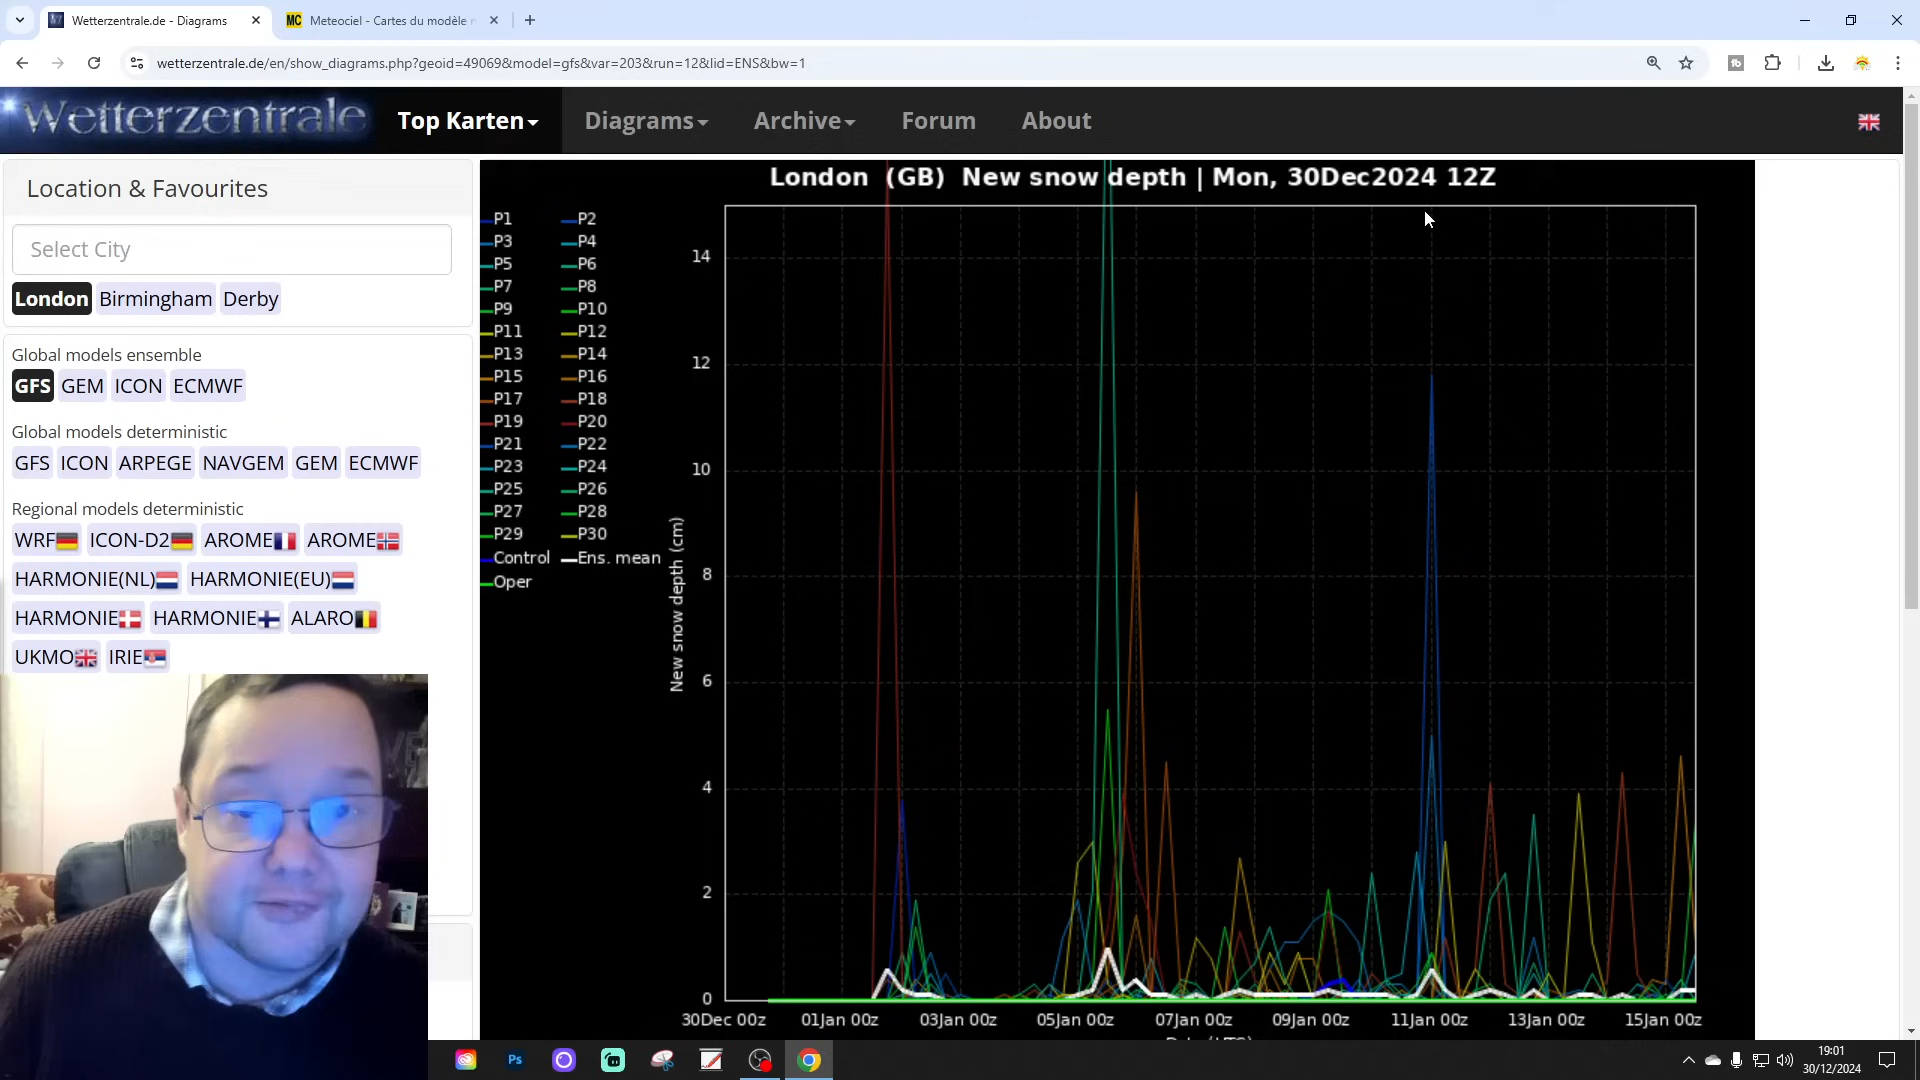 Wetterzentrale.de - Diagrams
Meteociel - Cartes du modèle
wetterzentrale.de/en/show_diagrams.php?geoid=49069&model=gfs&var=203&run=12&lid=ENS&bw=1
Wetterzentrale
Top Karten
Diagrams
Archive
Forum
About
Location & Favourites
Select City
London Birmingham Derby
Global models ensemble
GFS GEM ICON ECMWF
Global models deterministic
GFS ICON ARPEGE NAVGEM GEM ECMWF
Regional models deterministic
WRF ICON-D2 AROME AROME
HARMONIE(NL) HARMONIE(EU)
HARMONIE HARMONIE ALARO
UKMO IRIE
London (GB) New snow depth | Mon, 30Dec2024 12Z
P1 P2
P3 P4
P5 P6
P7 P8
P9 P10
P11 P12
P13 P14
P15 P16
P17 P18
P19 P20
P21 P22
P23 P24
P25 P26
P27 P28
P29 P30
Control Ens. mean
Oper
New snow depth (cm)
14
12
10
8
6
4
2
0
30Dec 00z 01Jan 00z 03Jan 00z 05Jan 00z 07Jan 00z 09Jan 00z 11Jan 00z 13Jan 00z 15Jan 00z
Ps
19:01
30/12/2024